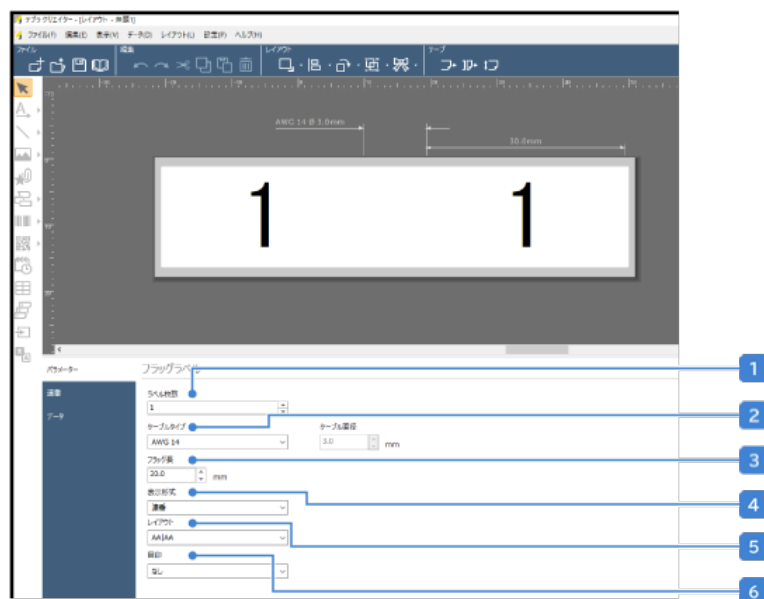 テプラクリエイター - [レイアウト - 無題1]
ファイル(F) 編集(E) 表示(V) データ(D) レイアウト(L) 設定(P) ヘルプ(H)
ファイル 編集 レイアウト テープ
AWG 14 Ø 3.0mm
30.0mm
1 1
パラメーター フラッグラベル
連番
データ
ラベル枚数
1
ケーブルタイプ ケーブル直径
AWG 14 3.0 mm
フラッグ長
30.0 mm
表示形式
連番
レイアウト
AA|AA
目印
なし
1
2
3
4
5
6